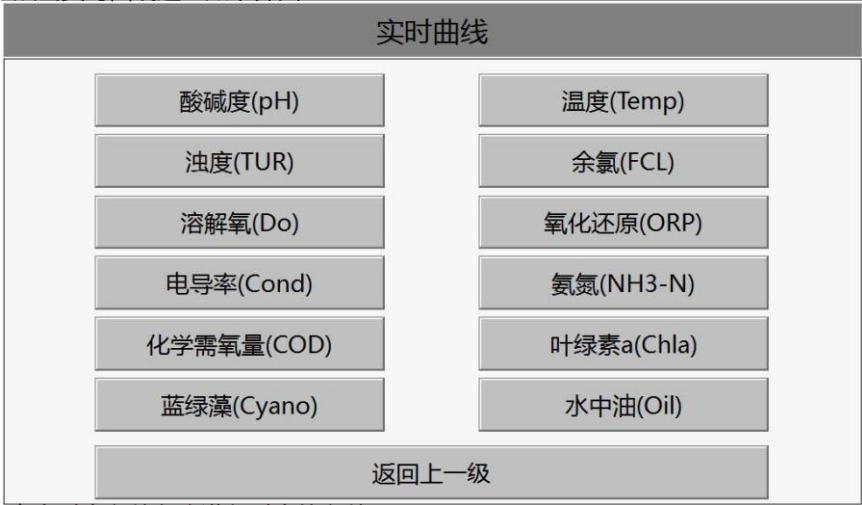 实时曲线
酸碱度(pH) 温度(Temp)
浊度(TUR) 余氯(FCL)
溶解氧(Do) 氧化还原(ORP)
电导率(Cond) 氨氮(NH3-N)
化学需氧量(COD) 叶绿素a(Chla)
蓝绿藻(Cyano) 水中油(Oil)
返回上一级